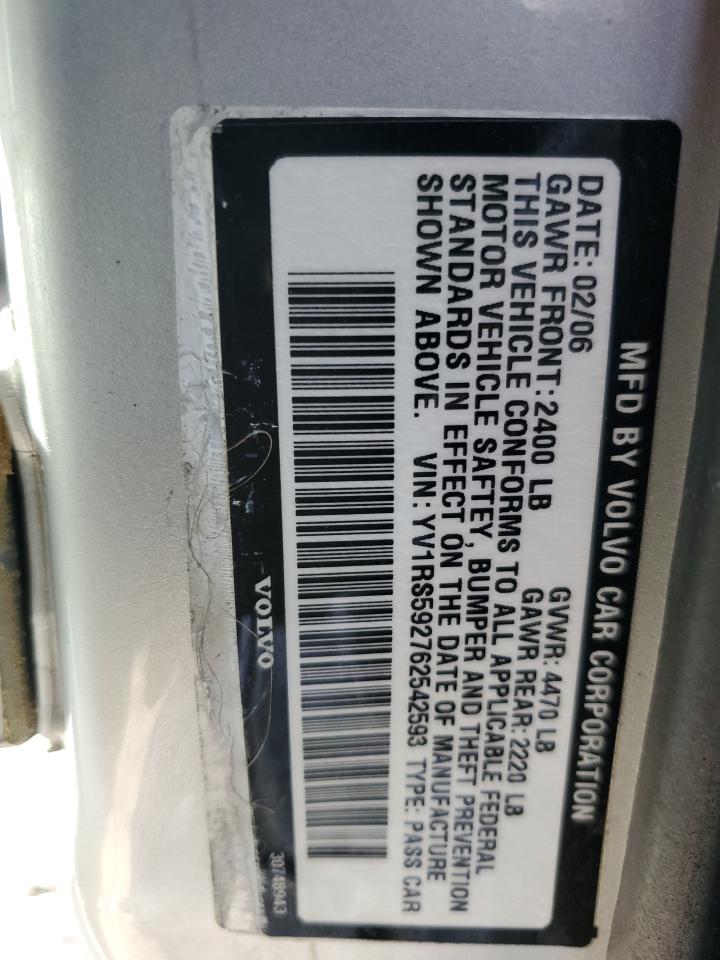 MFD BY VOLVO CAR CORPORATION
DATE: 02/06 GVWR: 4470 LB
GAWR FRONT: 2400 LB GAWR REAR: 2220 LB
THIS VEHICLE CONFORMS TO ALL APPLICABLE FEDERAL
MOTOR VEHICLE SAFTEY, BUMPER AND THEFT PREVENTION
STANDARDS IN EFFECT ON THE DATE OF MANUFACTURE
SHOWN ABOVE. VIN: YV1RS592762542593 TYPE: PASS CAR
VOLVO
30748943